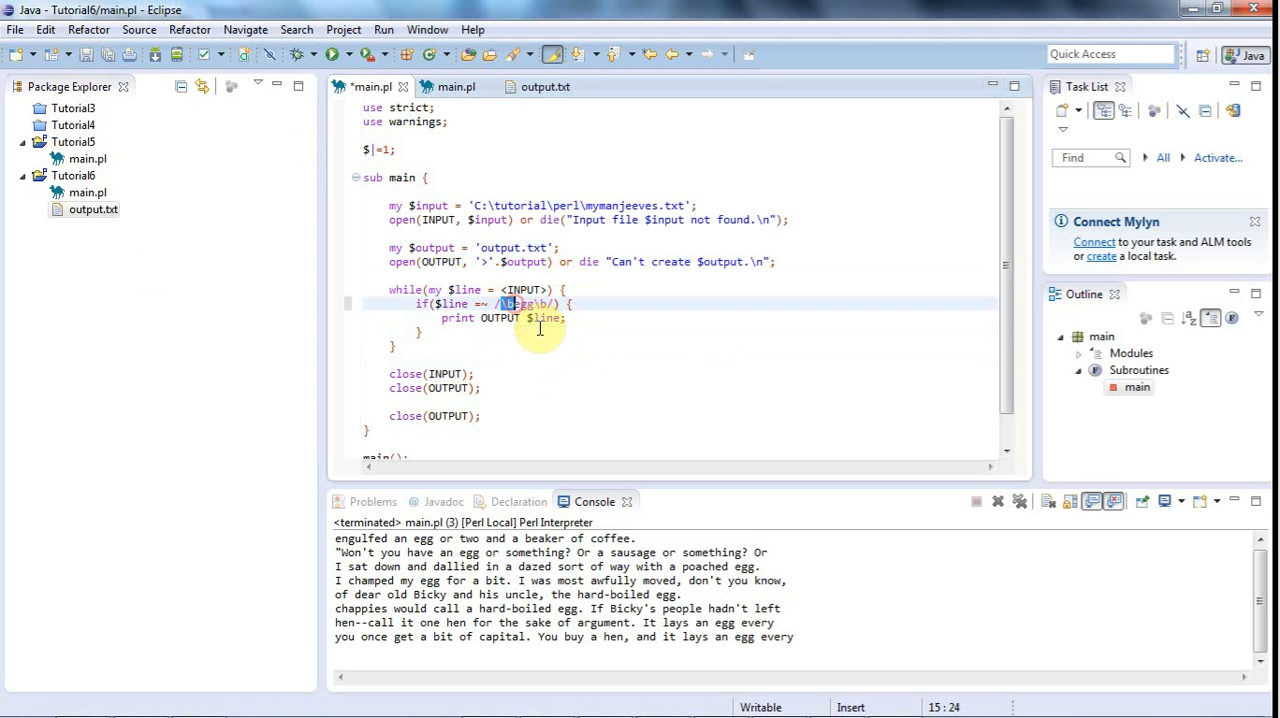 Java - Tutorial6/main.pl - Eclipse
File Edit Refactor Source Refactor Navigate Search Project Run Window Help
Quick Access
Java
Package Explorer
*main.pl
main.pl
output.txt
Task List
Tutorial3
Tutorial4
Tutorial5
main.pl
Tutorial6
main.pl
output.txt
use strict;
use warnings;
$|=1;
sub main {
my $input = 'C:\tutorial\perl\mymanjeeves.txt';
open(INPUT, $input) or die("Input file $input not found.\n");
my $output = 'output.txt';
open(OUTPUT, '>'.$output) or die "Can't create $output.\n";
while(my $line = <INPUT>) {
if($line =~ /\begg\b/) {
print OUTPUT $line;
}
}
close(INPUT);
close(OUTPUT);
close(OUTPUT);
}
main();
Find
All
Activate...
Connect Mylyn
Connect to your task and ALM tools
or create a local task.
Outline
main
Modules
Subroutines
main
Problems
Javadoc
Declaration
Console
<terminated> main.pl (3) [Perl Local] Perl Interpreter
engulfed an egg or two and a beaker of coffee.
"Won't you have an egg or something? Or a sausage or something? Or
I sat down and dallied in a dazed sort of way with a poached egg.
I champed my egg for a bit. I was most awfully moved, don't you know,
of dear old Bicky and his uncle, the hard-boiled egg.
chappies would call a hard-boiled egg. If Bicky's people hadn't left
hen--call it one hen for the sake of argument. It lays an egg every
you once get a bit of capital. You buy a hen, and it lays an egg every
Writable
Insert
15 : 24